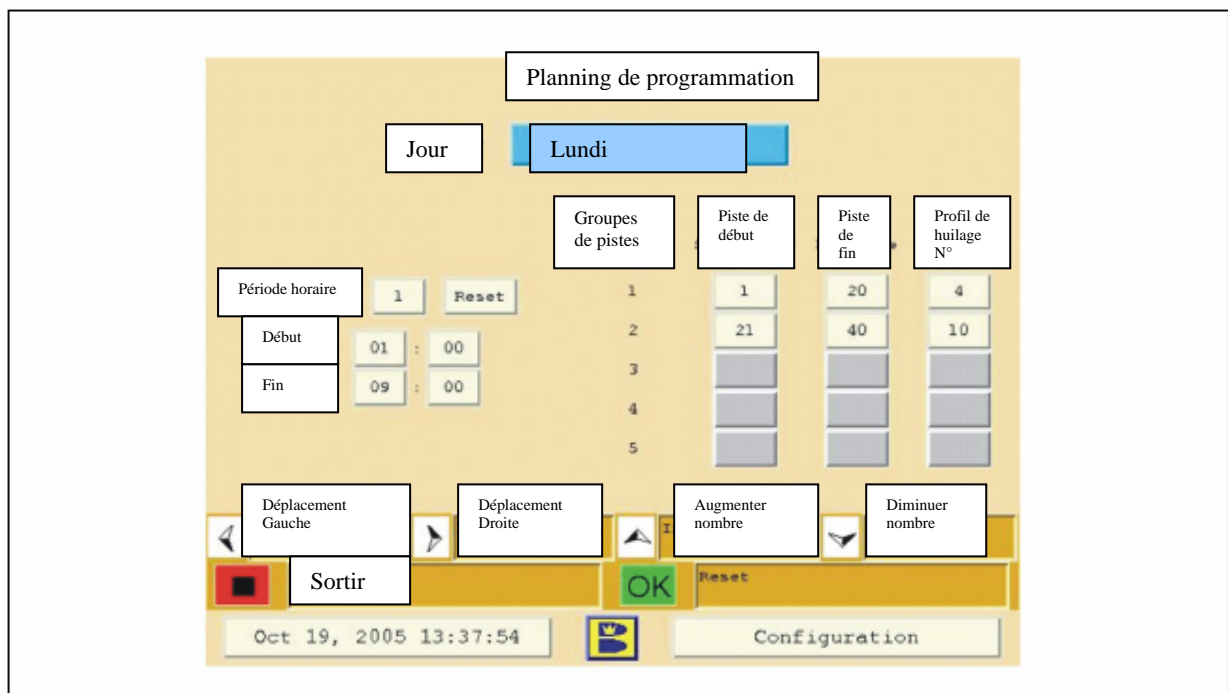 Planning de programmation
Jour
Lundi
Groupes
de pistes
Piste de
début
Piste
de
fin
Profil de
huilage
N°
Période horaire
1
Reset
1
1
20
4
Début
01 : 00
2
21
40
10
Fin
09 : 00
3
4
5
Déplacement
Gauche
Déplacement
Droite
Augmenter
nombre
Diminuer
nombre
Sortir
OK
Reset
Oct 19, 2005 13:37:54
Configuration